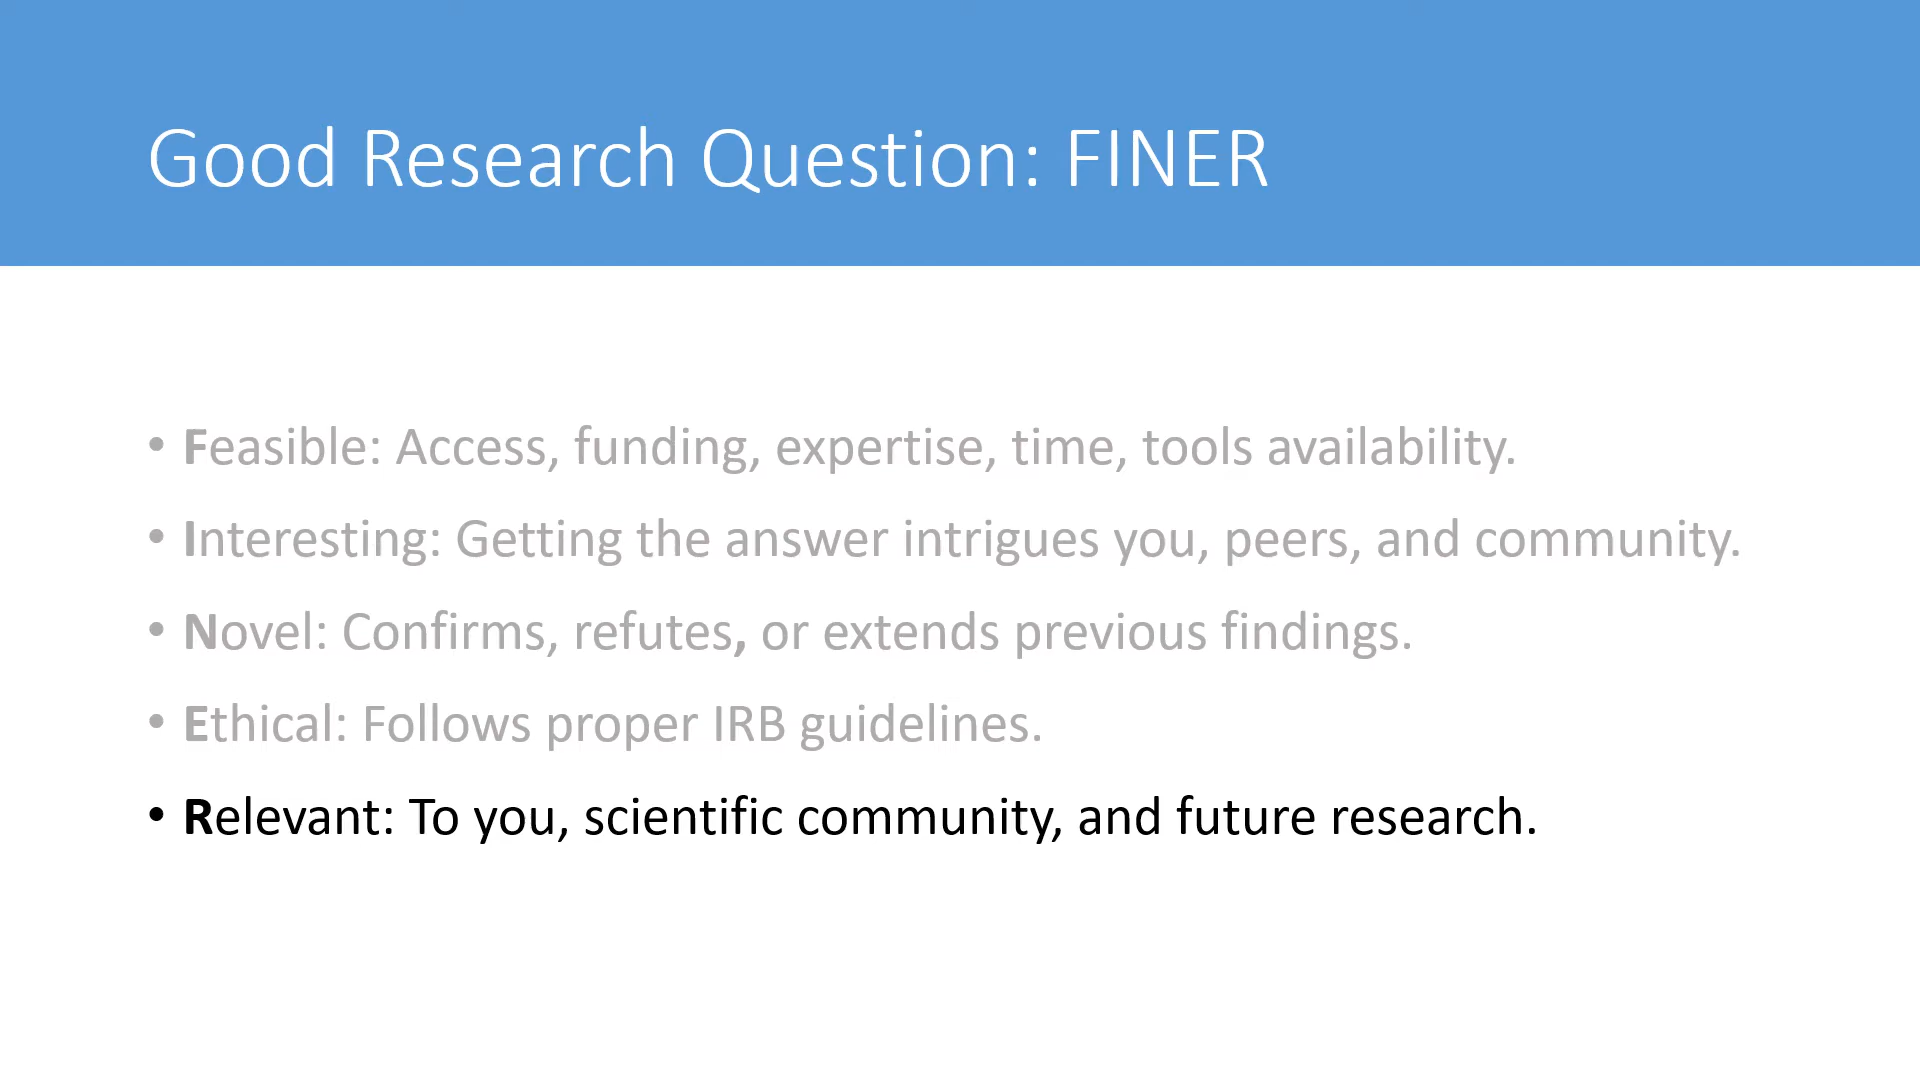 Good Research Question: FINER
• Feasible: Access, funding, expertise, time, tools availability.
• Interesting: Getting the answer intrigues you, peers, and community.
• Novel: Confirms, refutes, or extends previous findings.
• Ethical: Follows proper IRB guidelines.
• Relevant: To you, scientific community, and future research.